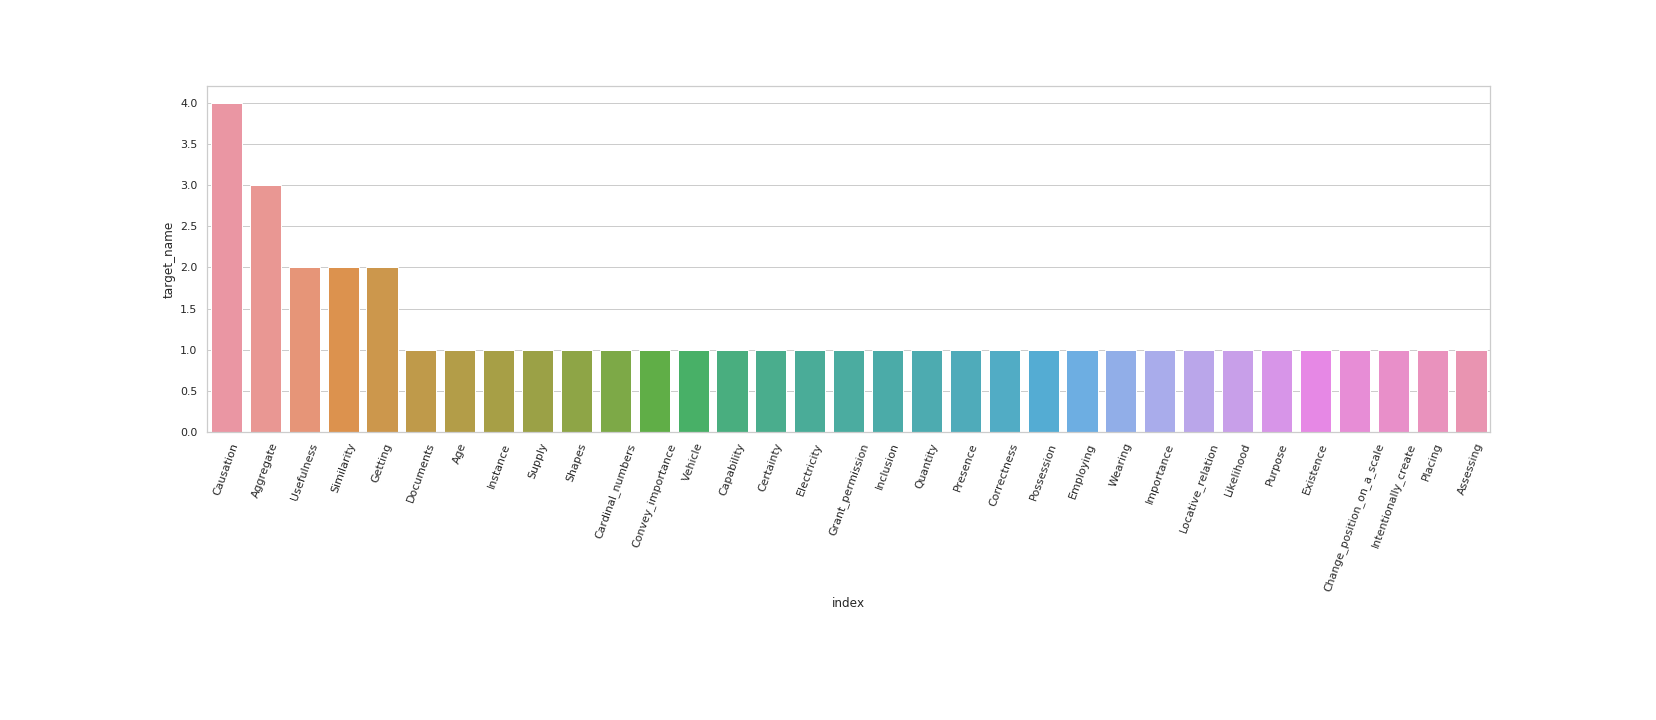 4.0
3.5
3.0
2.5
2.0
1.5
1.0
0.5
0.0
target_name
Causation
Aggregate
Usefulness
Similarity
Getting
Documents
Age
Instance
Supply
Shapes
Cardinal_numbers
Convey_importance
Vehicle
Capability
Certainty
Electricity
Grant_permission
Inclusion
Quantity
Presence
Correctness
Possession
Employing
Wearing
Importance
Locative_relation
Likelihood
Purpose
Existence
Change_position_on_a_scale
Intentionally_create
Placing
Assessing
index